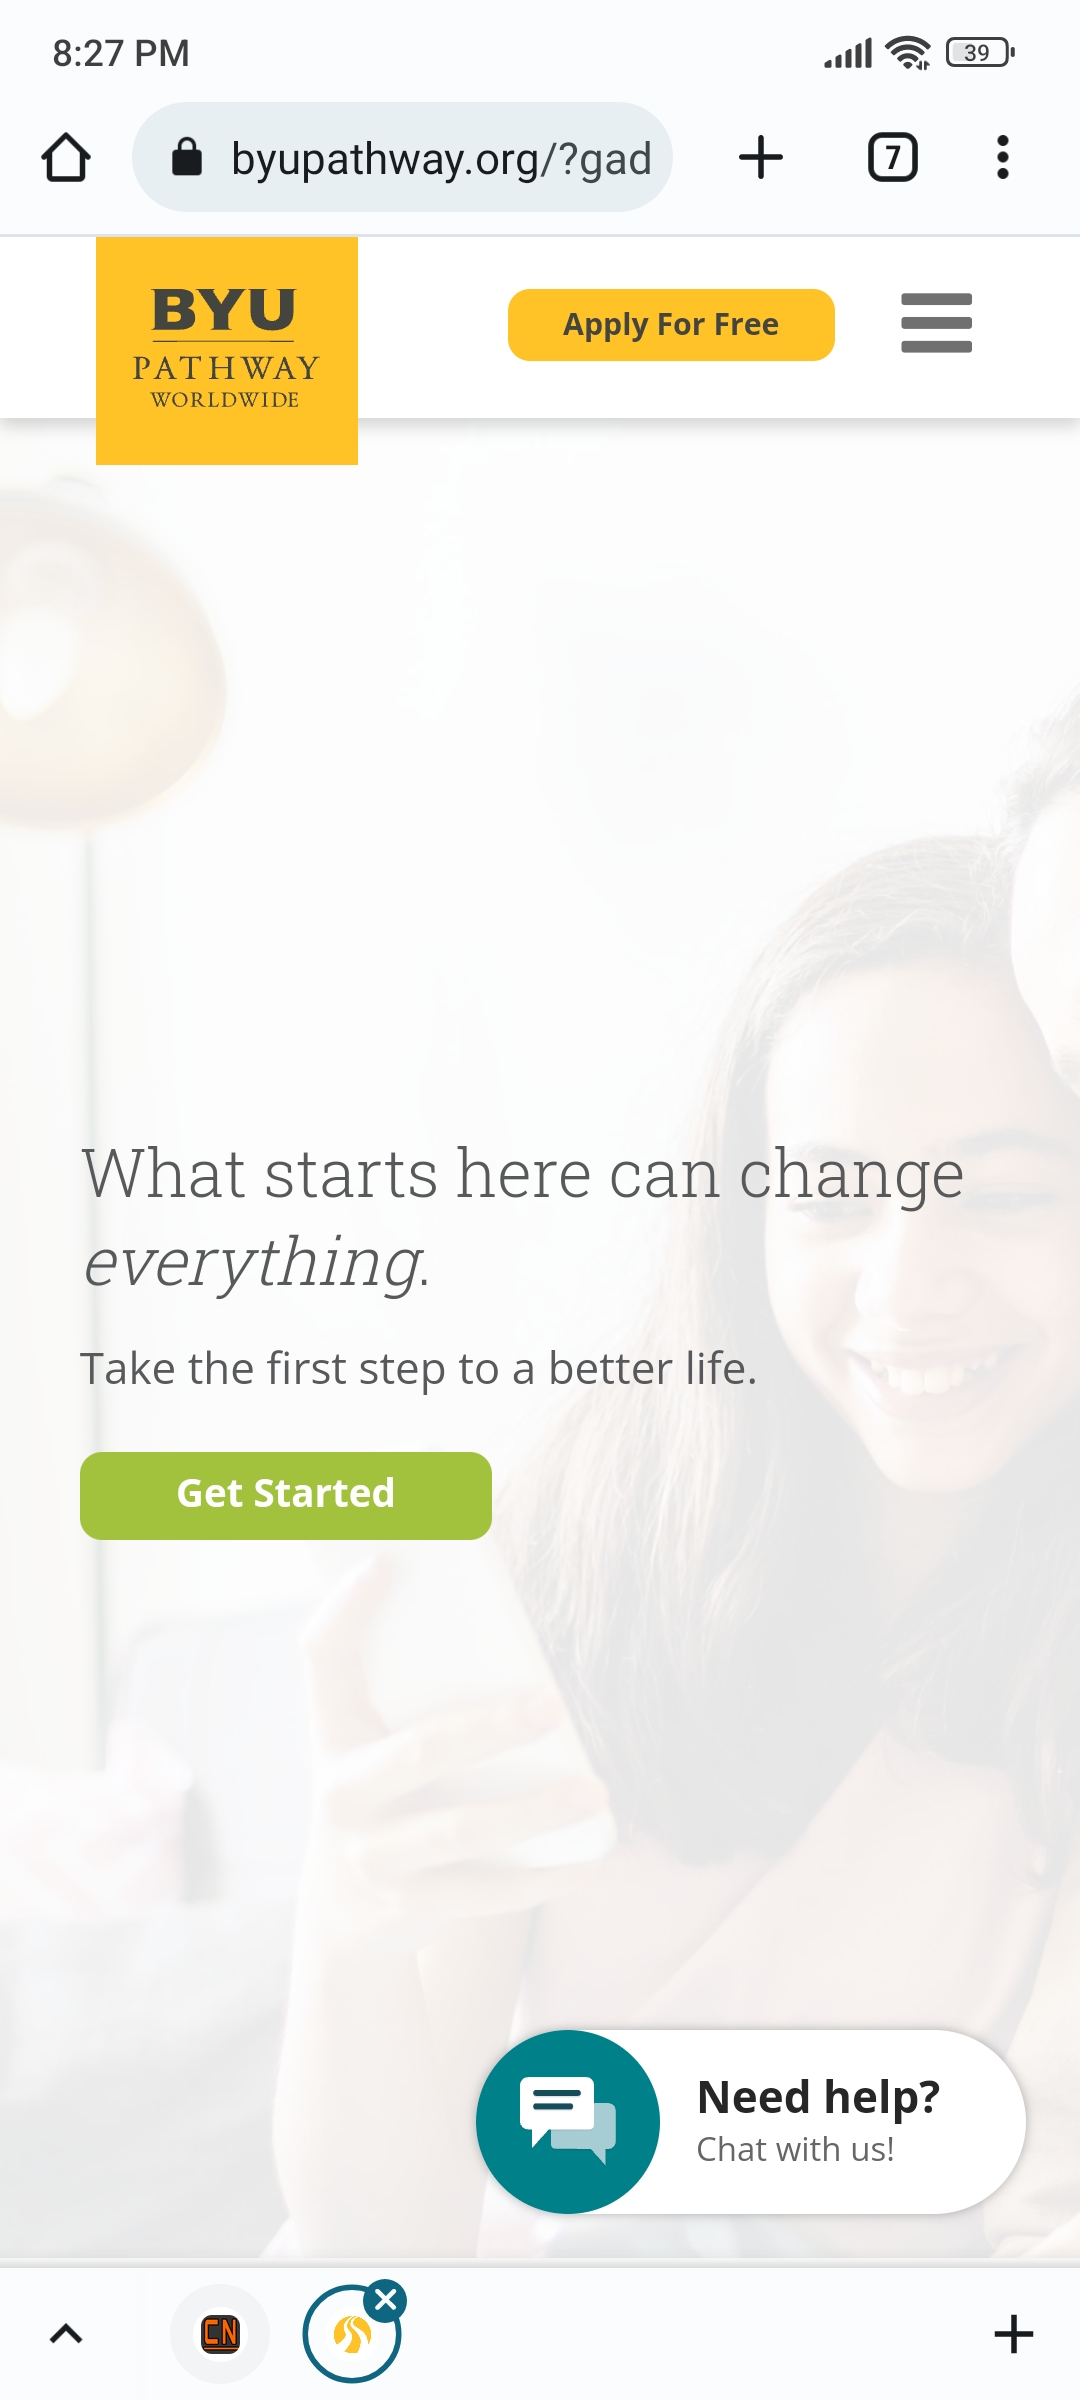 8:27 PM
39
byupathway.org/?gad
7
BYU
PATHWAY
WORLDWIDE
Apply For Free
What starts here can change
everything.
Take the first step to a better life.
Get Started
Need help?
Chat with us!
CN